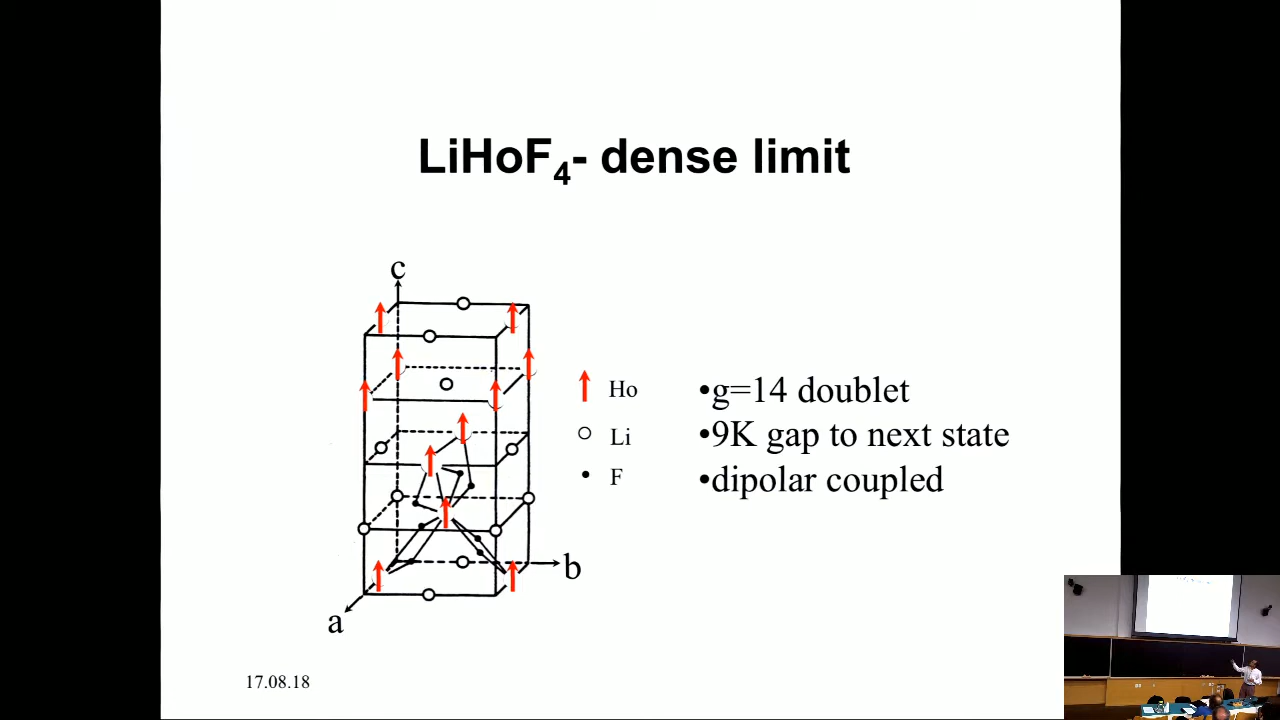 LiHoF4- dense limit
c
Ho
Li
F
b
a
•g=14 doublet
•9K gap to next state
•dipolar coupled
17.08.18